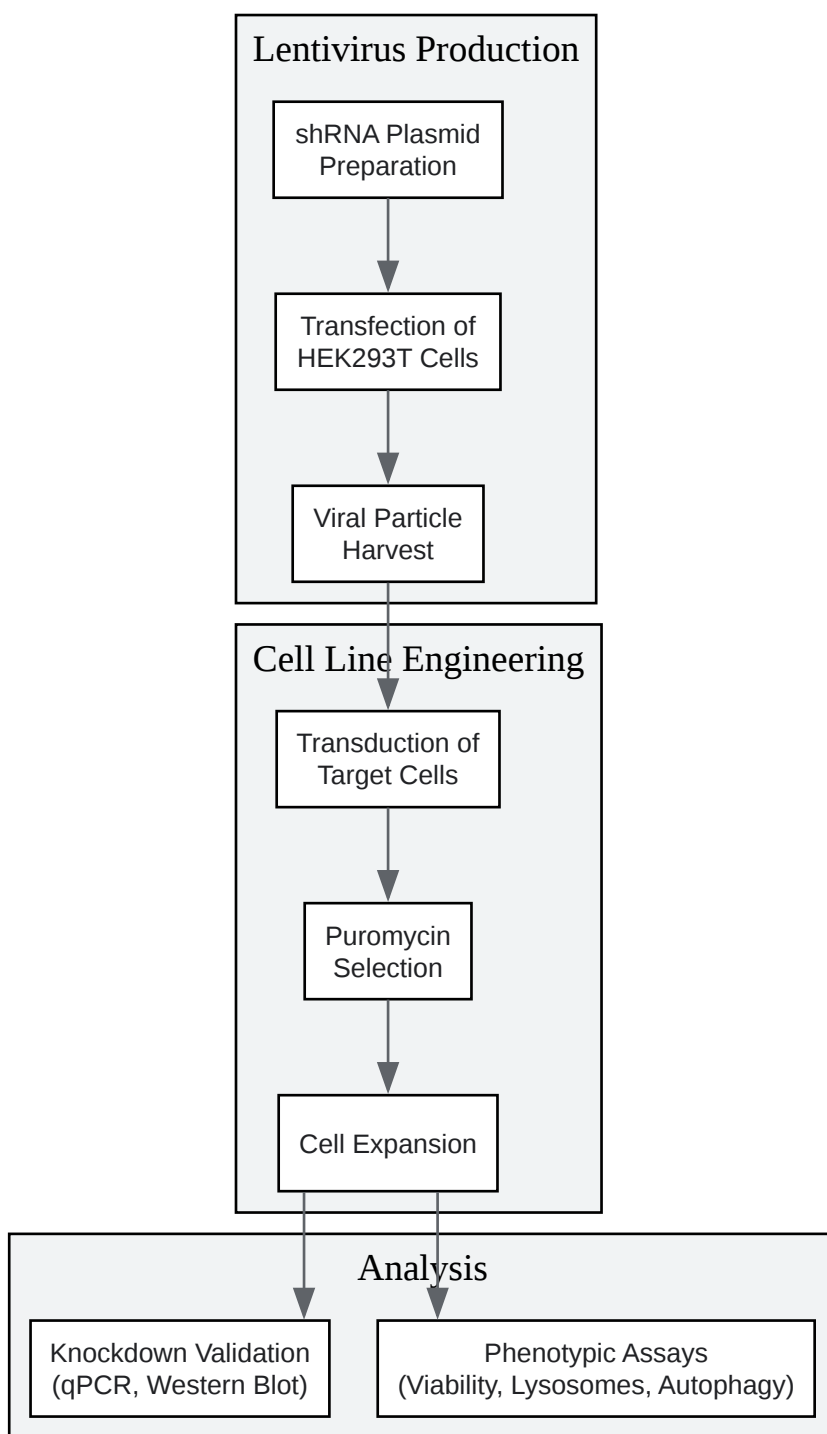 Lentivirus Production
shRNA Plasmid
Preparation
Transfection of
HEK293T Cells
Viral Particle
Harvest
Cell Line Engineering
Transduction of
Target Cells
Puromycin
Selection
Cell Expansion
Analysis
Knockdown Validation
(qPCR, Western Blot)
Phenotypic Assays
(Viability, Lysosomes, Autophagy)